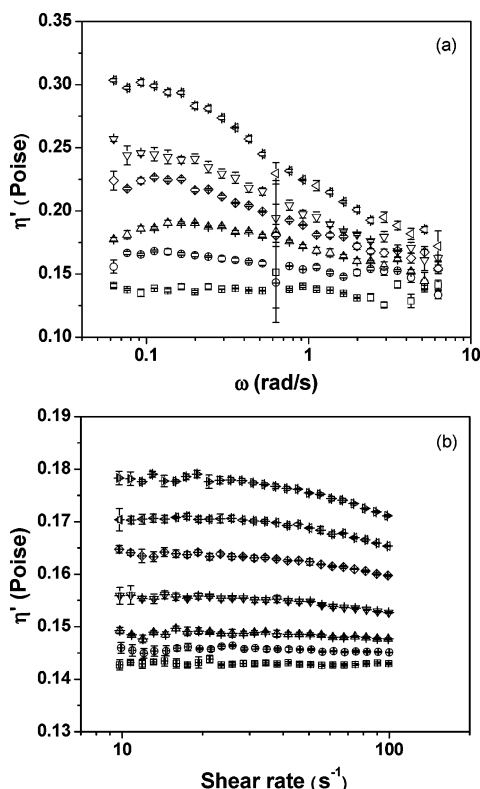 (a)
0.35
0.30
0.25
0.20
0.15
0.10
η' (Poise)
0.1 1 10
ω (rad/s)
(b)
0.19
0.18
0.17
0.16
0.15
0.14
0.13
η' (Poise)
10 100
Shear rate (s⁻¹)